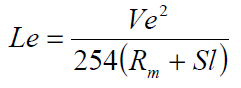 Le = Ve² / 254(Rₘ + Sl)